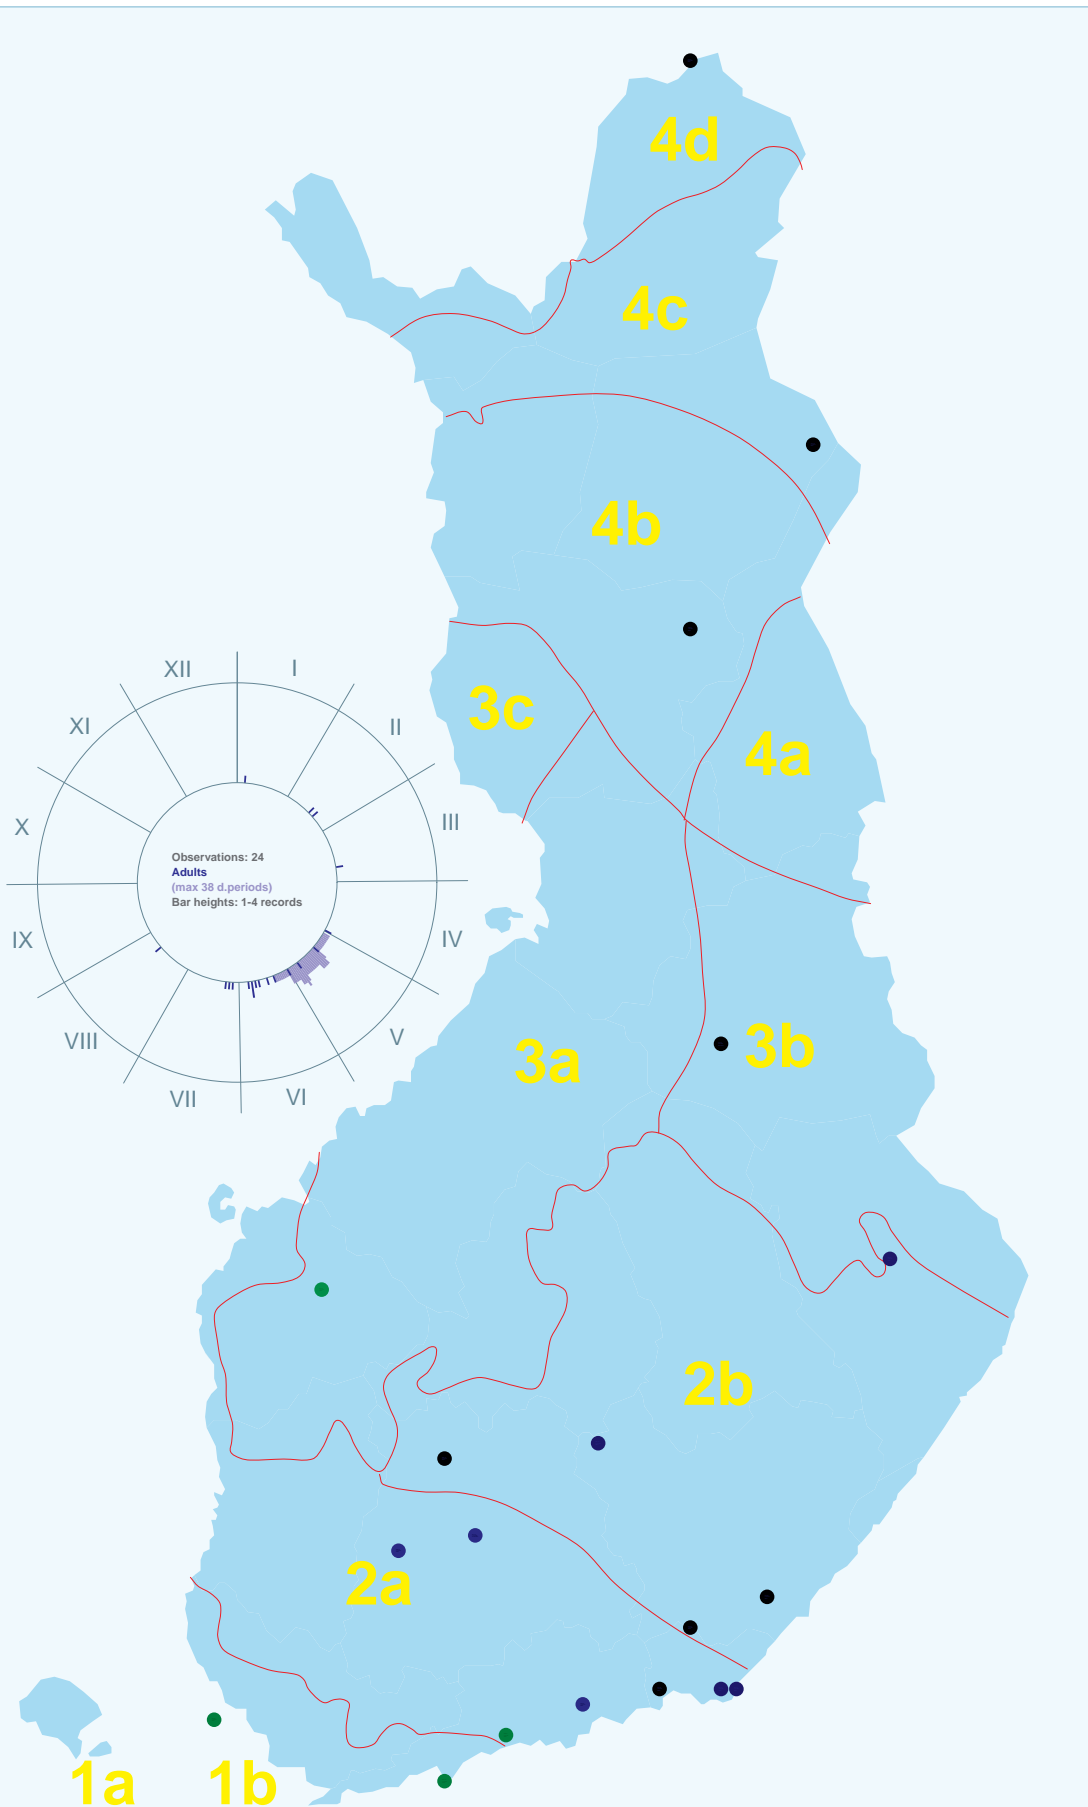 4d
4c
4b
3c
4a
XII
I
XI
II
X
III
Observations: 24
Adults
(max 38 d.periods)
Bar heights: 1-4 records
IX
IV
VIII
V
VII
VI
3a
3b
2b
2a
1a
1b